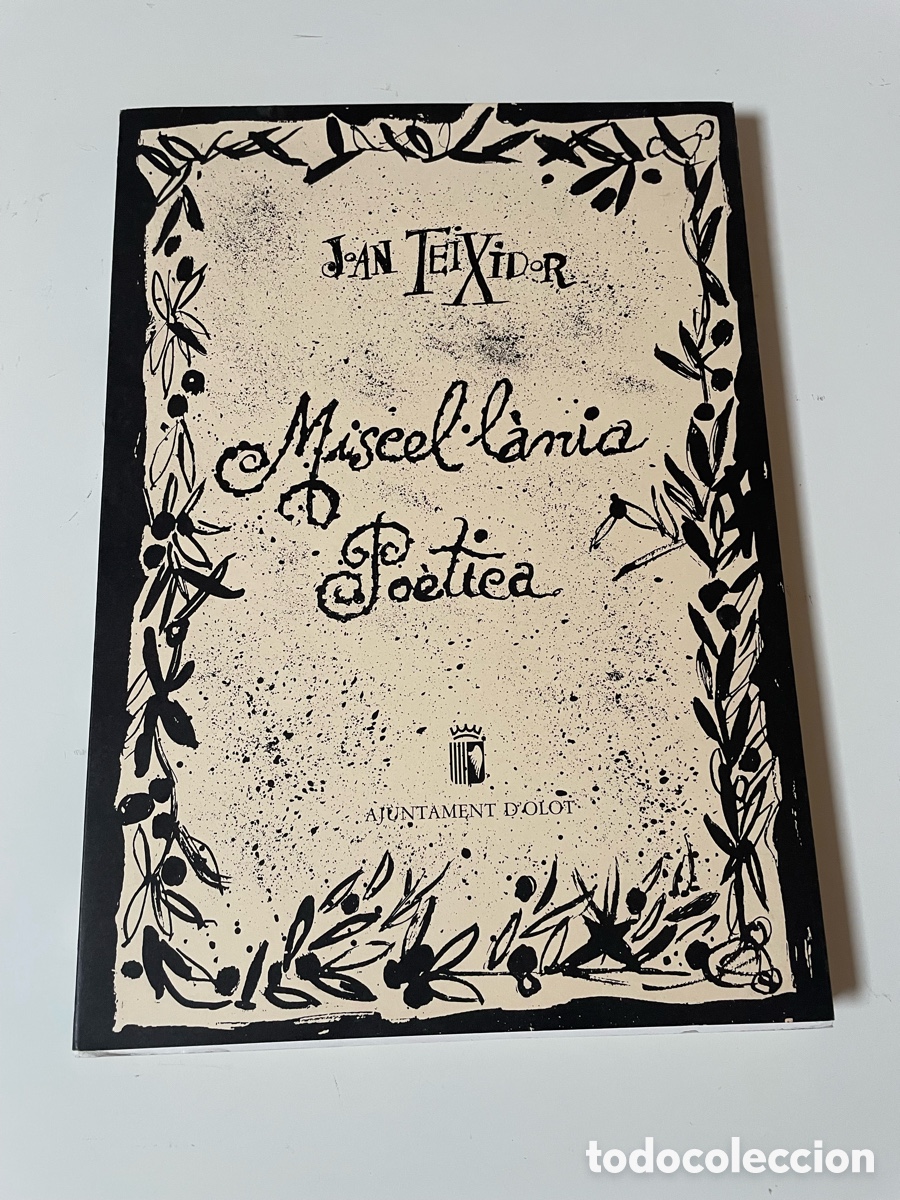 JOAN TEIXIDOR
Miscel·lània
Poètica
AJUNTAMENT D'OLOT
todocoleccion